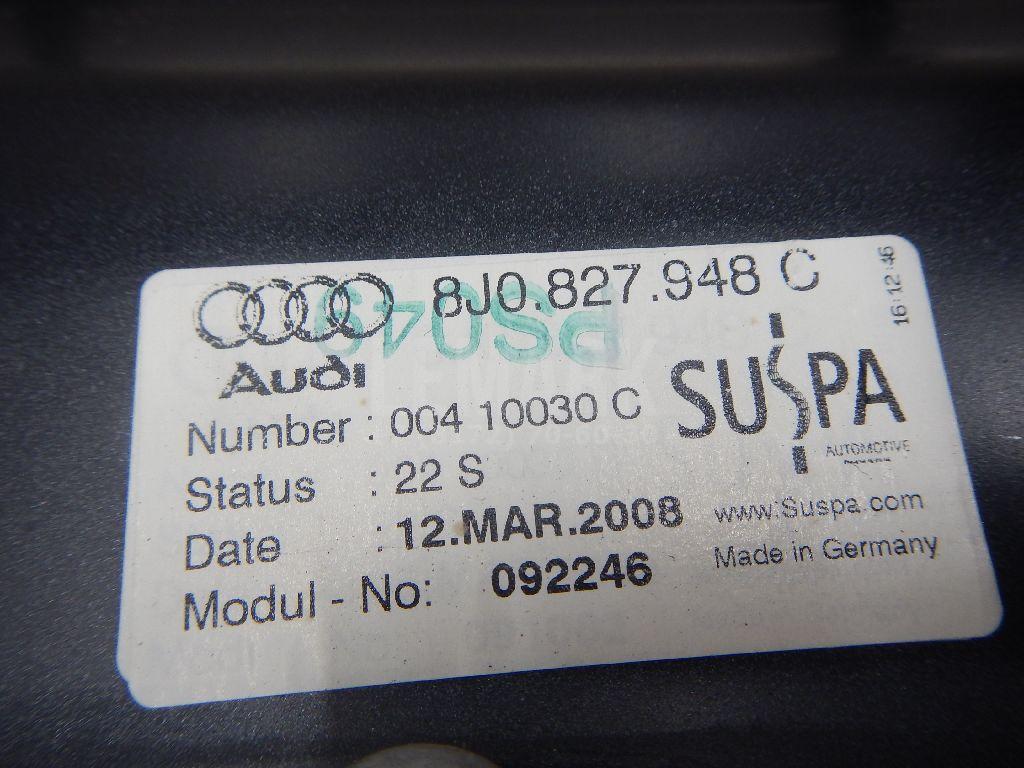 8J0.827.948 C
16:12:46
PS049
Audi
SUSPA
AUTOMOTIVE
Number : 004 10030 C
Status : 22 S
Date : 12.MAR.2008
www.Suspa.com
Modul - No: 092246
Made in Germany